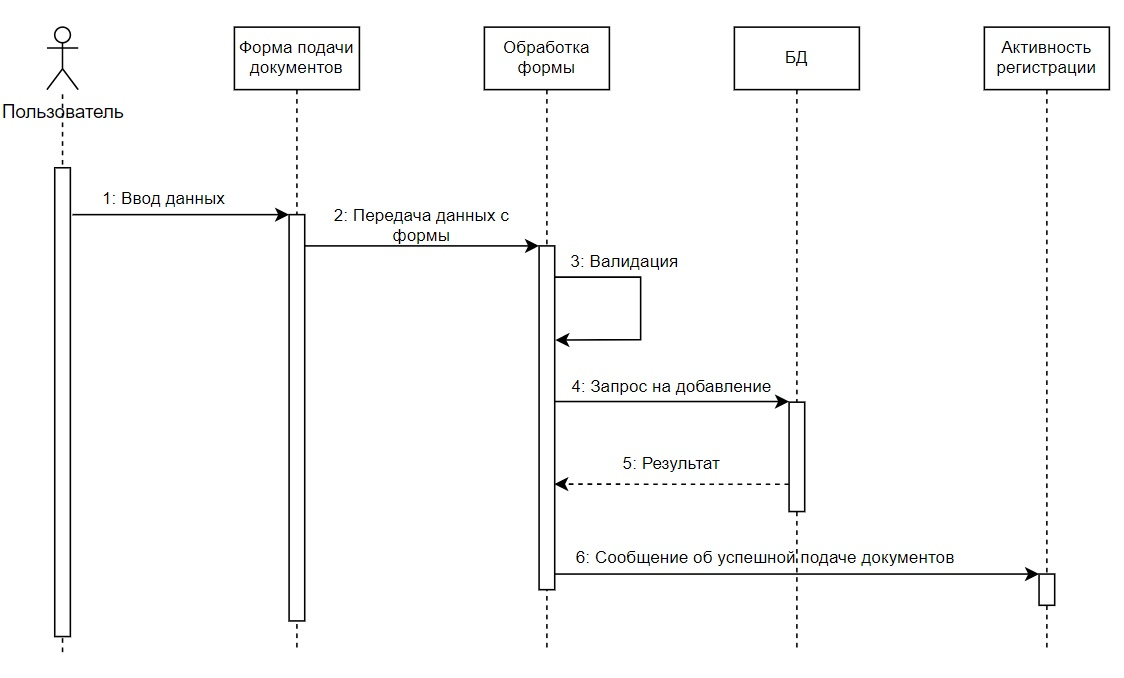 Форма подачи
документов
Обработка
формы
БД
Активность
регистрации
Пользователь
1: Ввод данных
2: Передача данных с
формы
3: Валидация
4: Запрос на добавление
5: Результат
6: Сообщение об успешной подаче документов